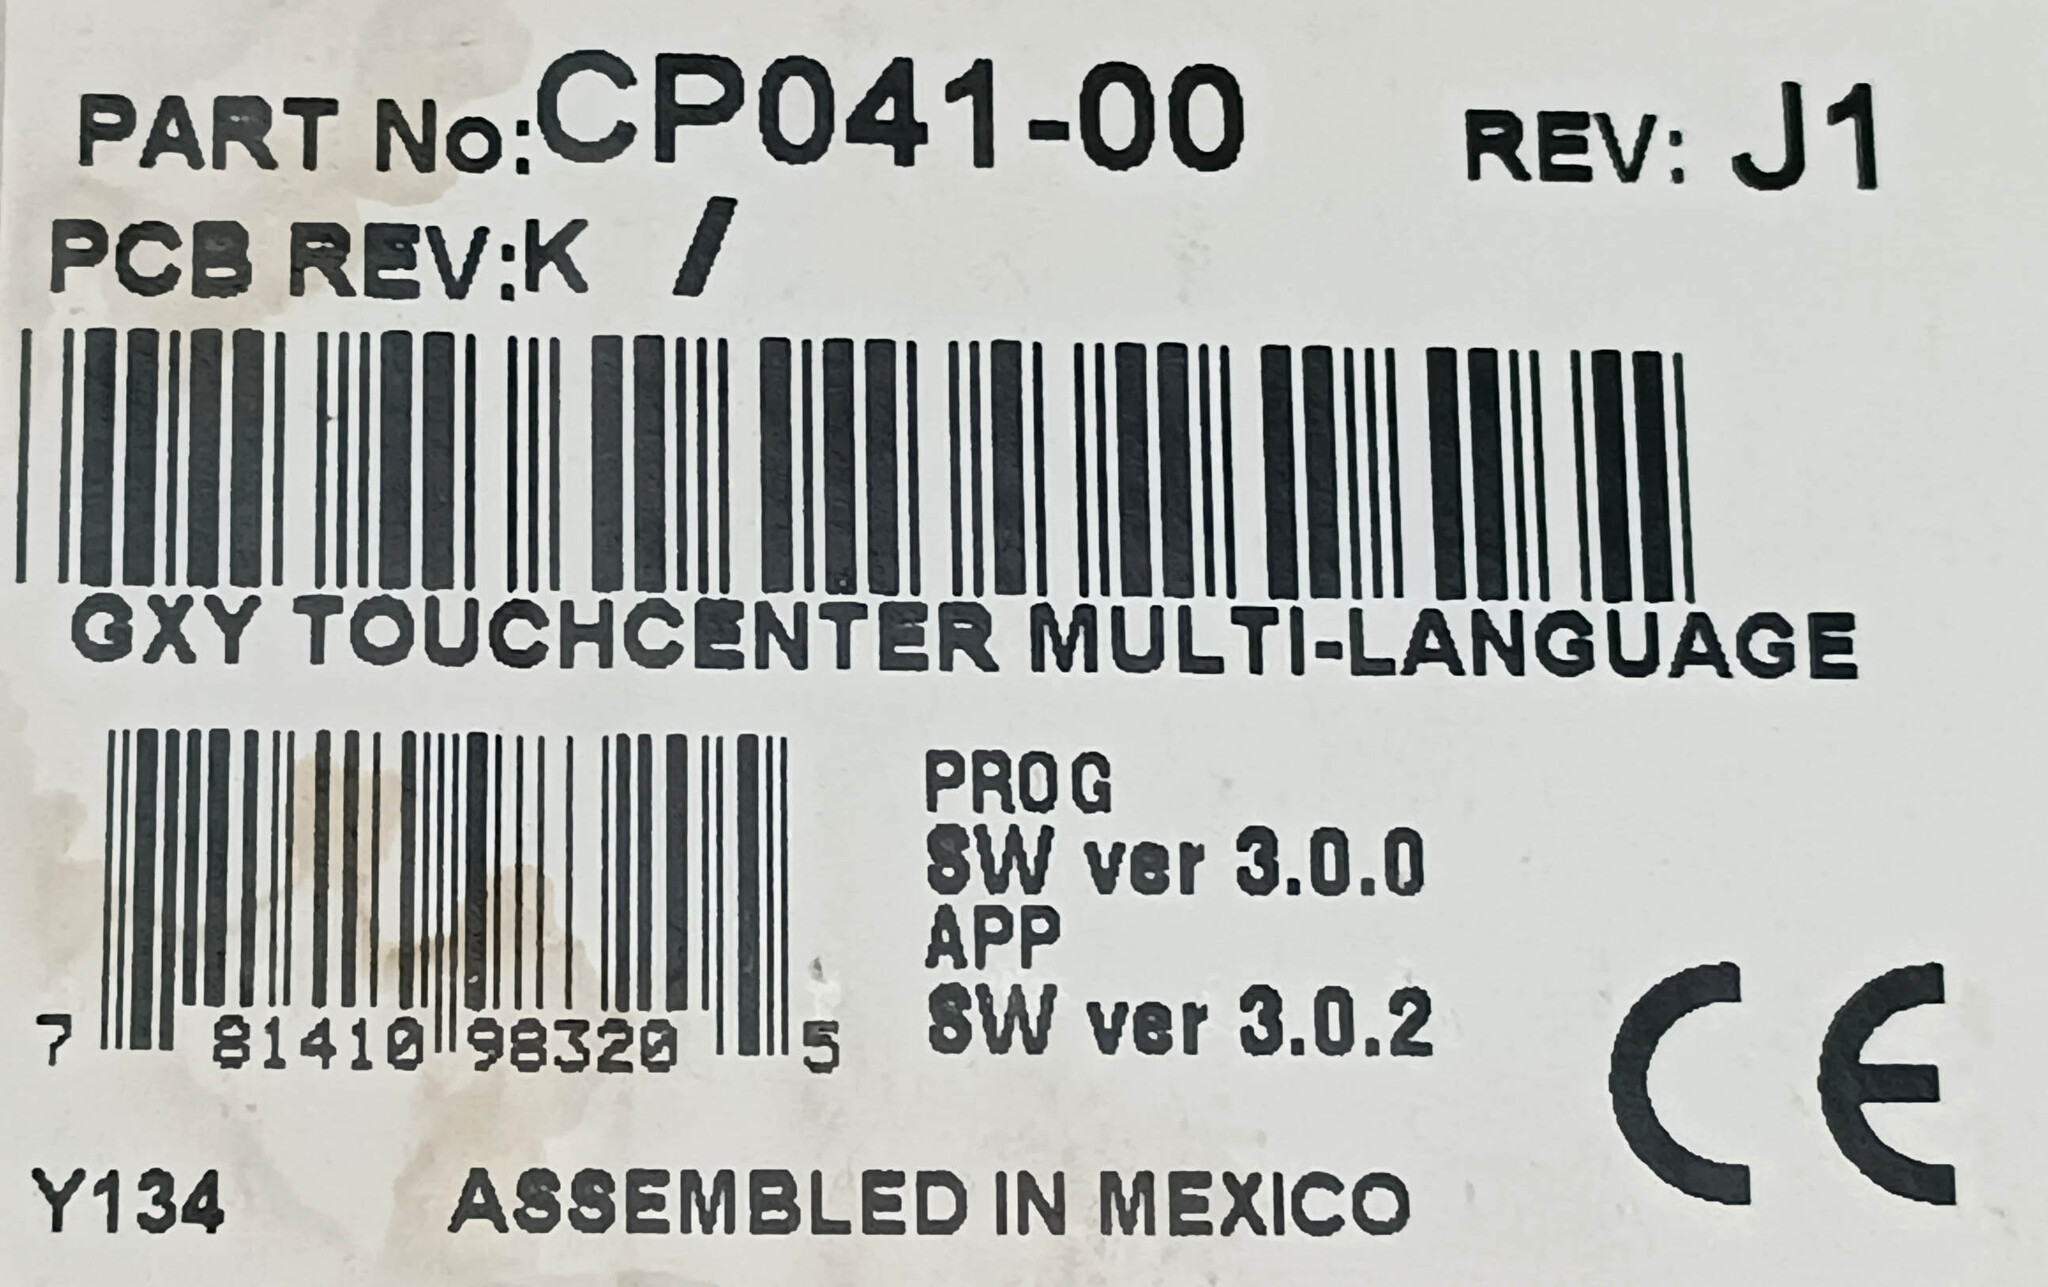 PART No:CP041-00 REV: J1
PCB REV:K /
GXY TOUCHCENTER MULTI-LANGUAGE
PROG
SW ver 3.0.0
APP
SW ver 3.0.2
7 81410 98320 5
CE
Y134 ASSEMBLED IN MEXICO